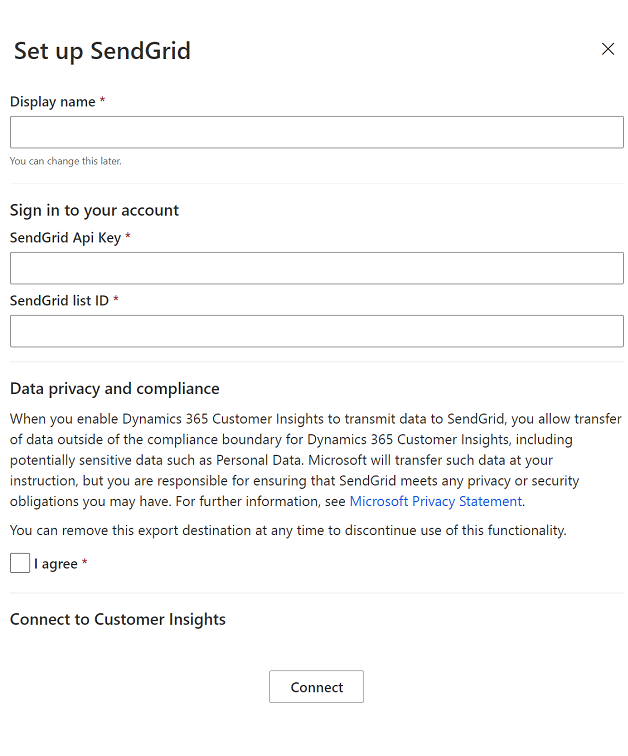 Set up SendGrid
Display name *
You can change this later.
Sign in to your account
SendGrid Api Key *
SendGrid list ID *
Data privacy and compliance
When you enable Dynamics 365 Customer Insights to transmit data to SendGrid, you allow transfer
of data outside of the compliance boundary for Dynamics 365 Customer Insights, including
potentially sensitive data such as Personal Data. Microsoft will transfer such data at your
instruction, but you are responsible for ensuring that SendGrid meets any privacy or security
obligations you may have. For further information, see Microsoft Privacy Statement.
You can remove this export destination at any time to discontinue use of this functionality.
I agree *
Connect to Customer Insights
Connect